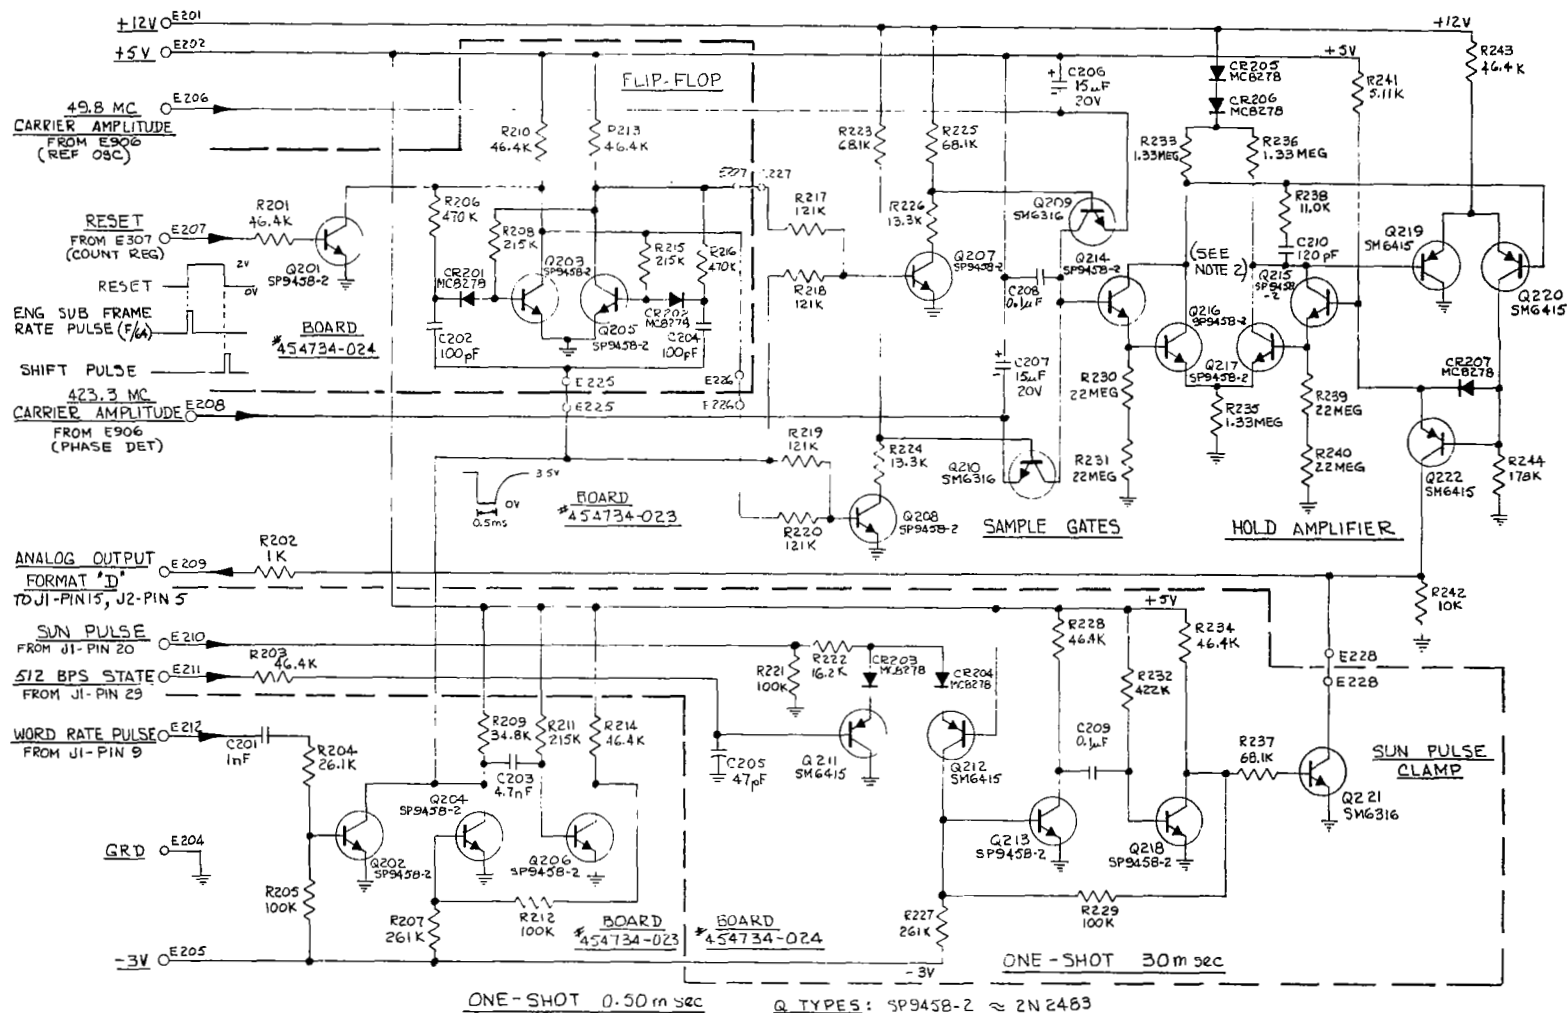 +12V E201
+5V E202
+12V
+5V
49.8 MC E206
CARRIER AMPLITUDE
FROM E906
(REF OSC)
FLIP-FLOP
R210
46.4K
R213
46.4K
C206
15µF
20V
R223
68.1K
R225
68.1K
CR205
MC8278
CR206
MC8278
R241
5.11K
R243
46.4K
R233
1.33MEG
R236
1.33MEG
RESET E207
FROM E307
(COUNT REG)
R201
46.4K
Q201
SP9458-2
R206
470K
R208
215K
Q203
SP9458-2
R215
215K
R216
470K
E227
R217
121K
R226
13.3K
Q209
SM6316
Q207
SP9458-2
R218
121K
C208
0.1µF
Q214
SP9458-2
(SEE
NOTE 2)
R238
11.0K
C210
120pF
Q215
SP9458
-2
Q219
SM6415
Q220
SM6415
RESET
2V
0V
ENG SUB FRAME
RATE PULSE (F/64)
SHIFT PULSE
BOARD
#454734-024
CR201
MC8278
C202
100pF
Q205
SP9458-2
CR202
MC8278
C204
100pF
E225
E225
E226
E226
C207
15µF
20V
Q216
SP9458-2
Q217
SP9458-2
R230
22MEG
R235
1.33MEG
R239
22MEG
CR207
MC8278
423.3 MC
CARRIER AMPLITUDE E208
FROM E906
(PHASE DET)
R219
121K
R224
13.3K
R231
22MEG
R240
22MEG
Q222
SM6415
R244
178K
3.5V
0V
0.5ms
BOARD
#454734-023
R220
121K
Q208
SP9458-2
Q210
SM6316
SAMPLE GATES
HOLD AMPLIFIER
ANALOG OUTPUT E209
FORMAT "D"
TO J1-PIN15, J2-PIN 5
R202
1K
R242
10K
SUN PULSE E210
FROM J1-PIN 20
512 BPS STATE E211
FROM J1-PIN 29
R203
46.4K
R221
100K
R222
16.2K
CR203
MC8278
CR204
MC8278
+5V
R228
46.4K
R232
422K
R234
46.4K
E228
E228
WORD RATE PULSE E212
FROM J1-PIN 9
C201
1nF
R204
26.1K
R209
34.8K
R211
215K
R214
46.4K
C203
4.7nF
C205
47pF
Q211
SM6415
Q212
SM6415
C209
0.1µF
R237
68.1K
Q221
SM6316
SUN PULSE
CLAMP
Q204
SP9458-2
Q202
SP9458-2
Q206
SP9458-2
Q213
SP9458-2
Q218
SP9458-2
GRD E204
R205
100K
R207
261K
R212
100K
BOARD
#454734-023
BOARD
#454734-024
R227
261K
R229
100K
-3V E205
-3V
ONE-SHOT 30 m sec
ONE-SHOT 0.50 m sec
Q TYPES: SP9458-2 ≈ 2N2483